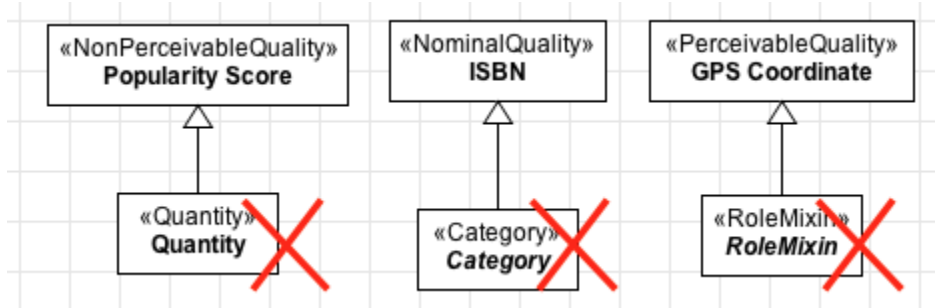 «NonPerceivableQuality»
Popularity Score
«NominalQuality»
ISBN
«PerceivableQuality»
GPS Coordinate
«Quantity»
Quantity
«Category»
Category
«RoleMixin»
RoleMixin